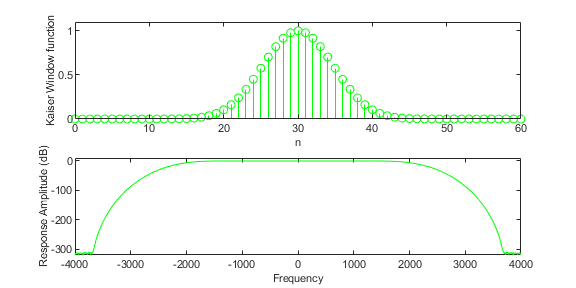 Kaiser Window function
1
0.5
0
0 10 20 30 40 50 60
n
Response Amplitude (dB)
0
-100
-200
-300
-4000 -3000 -2000 -1000 0 1000 2000 3000 4000
Frequency